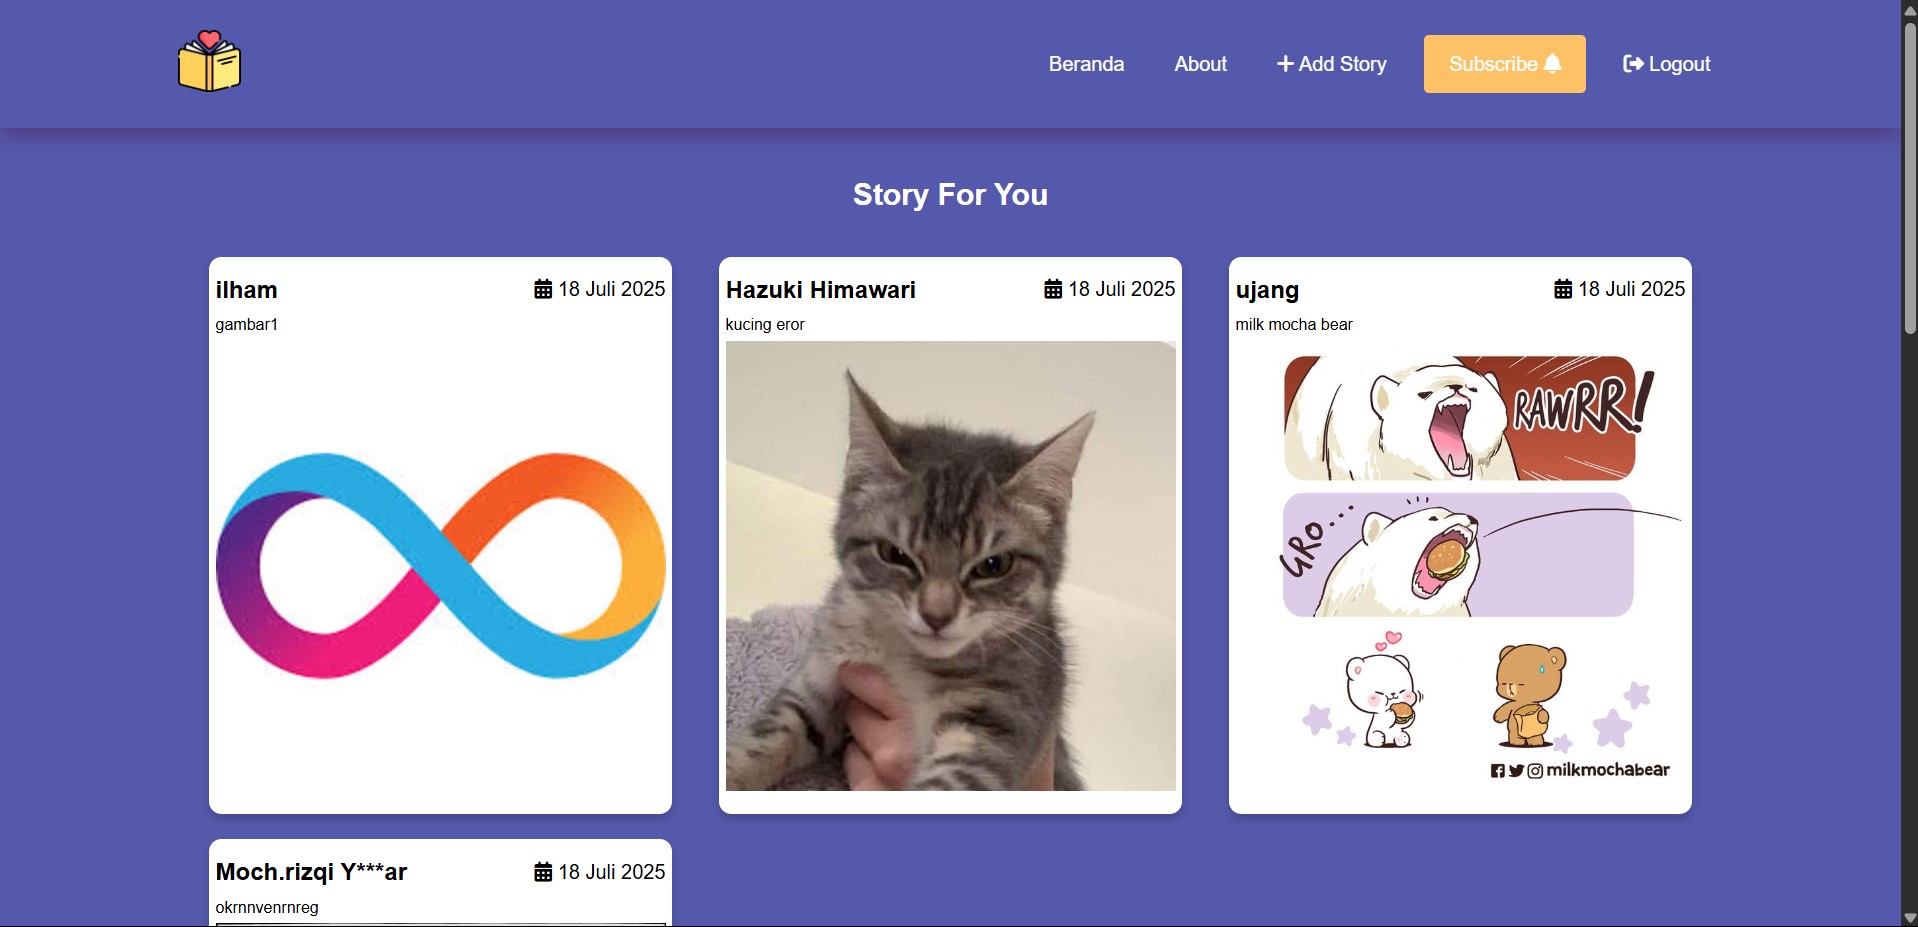 Beranda
About
Add Story
Subscribe
Logout
Story For You
ilham
18 Juli 2025
gambar1
Hazuki Himawari
18 Juli 2025
kucing eror
ujang
18 Juli 2025
milk mocha bear
RAWRR!
GRO....
milkmochabear
Moch.rizqi Y***ar
18 Juli 2025
okrnnvenrnreg